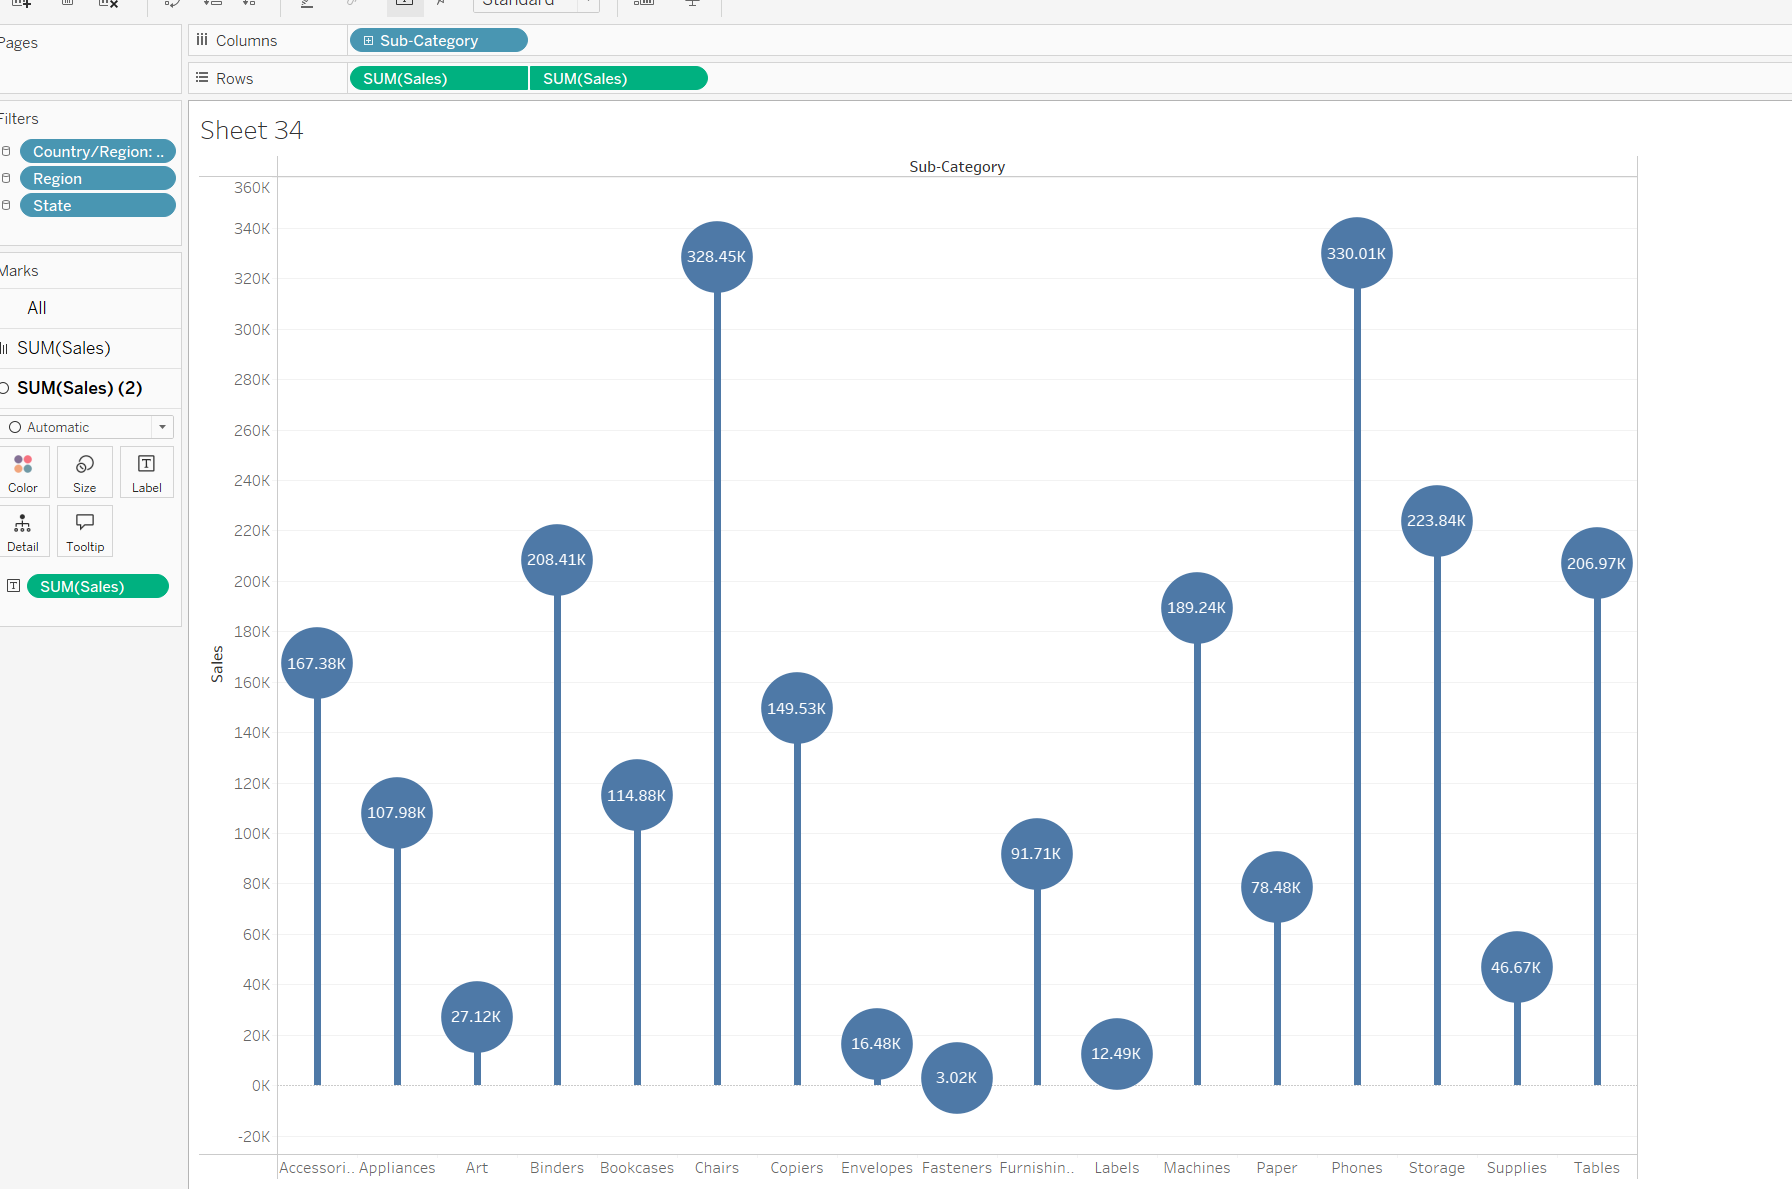 Standard
Pages
Columns
Sub-Category
Rows
SUM(Sales)
SUM(Sales)
Filters
Country/Region: ..
Region
State
Marks
All
SUM(Sales)
SUM(Sales) (2)
Automatic
Color
Size
Label
Detail
Tooltip
SUM(Sales)
Sheet 34
Sub-Category
Sales
360K
340K
320K
300K
280K
260K
240K
220K
200K
180K
160K
140K
120K
100K
80K
60K
40K
20K
0K
-20K
167.38K
107.98K
27.12K
208.41K
114.88K
328.45K
149.53K
16.48K
3.02K
91.71K
12.49K
189.24K
78.48K
330.01K
223.84K
46.67K
206.97K
Accessori..
Appliances
Art
Binders
Bookcases
Chairs
Copiers
Envelopes
Fasteners
Furnishin..
Labels
Machines
Paper
Phones
Storage
Supplies
Tables